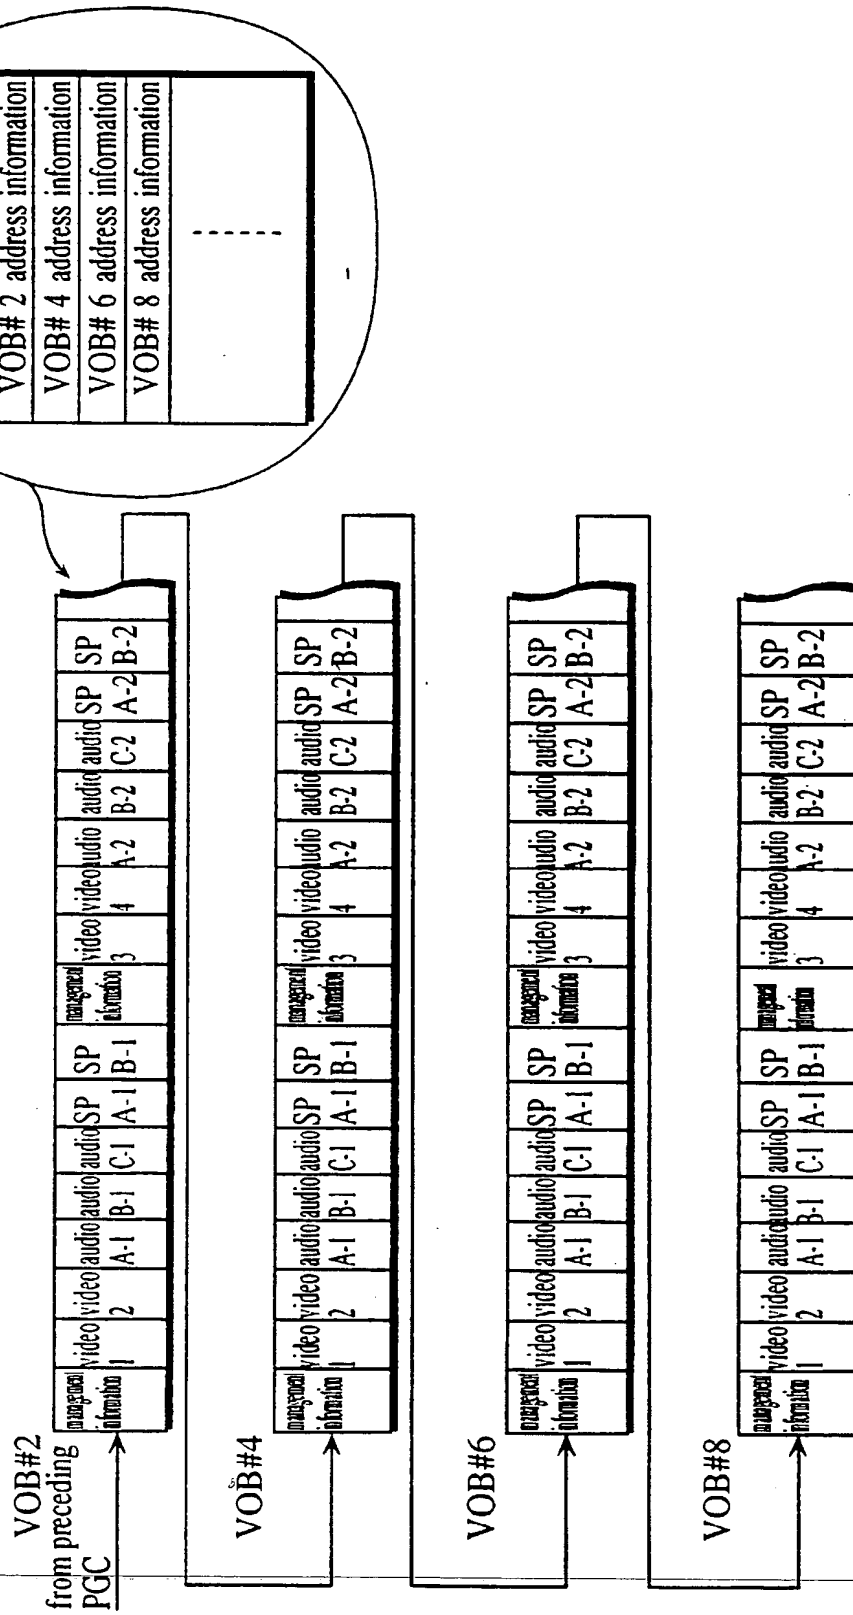 VOB# 2 address information
VOB# 4 address information
VOB# 6 address information
VOB# 8 address information
VOB#2
from preceding
PGC
management information
video 1
video 2
audio A-1
audio B-1
audio C-1
SP A-1
SP B-1
management information
video 3
video 4
audio A-2
audio B-2
audio C-2
SP A-2
SP B-2
VOB#4
management information
video 1
video 2
audio A-1
audio B-1
audio C-1
SP A-1
SP B-1
management information
video 3
video 4
audio A-2
audio B-2
audio C-2
SP A-2
SP B-2
VOB#6
management information
video 1
video 2
audio A-1
audio B-1
audio C-1
SP A-1
SP B-1
management information
video 3
video 4
audio A-2
audio B-2
audio C-2
SP A-2
SP B-2
VOB#8
management information
video 1
video 2
audio A-1
audio B-1
audio C-1
SP A-1
SP B-1
management information
video 3
video 4
audio A-2
audio B-2
audio C-2
SP A-2
SP B-2